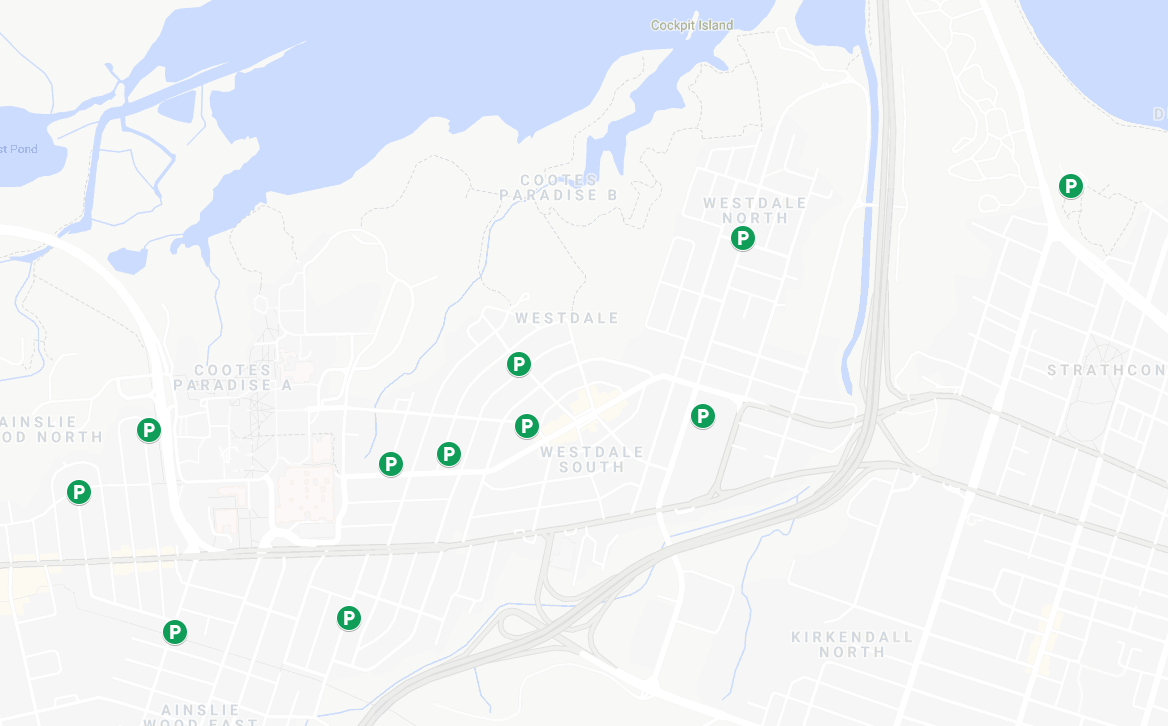 Cockpit Island
st Pond
P
COOTES
PARADISE B
WESTDALE
NORTH
P
WESTDALE
P
COOTES
PARADISE A
STRATHCON
AINSLIE
OD NORTH
P
P
P
P
P
WESTDALE
SOUTH
P
P
P
KIRKENDALL
NORTH
AINSLIE
WOOD EAST